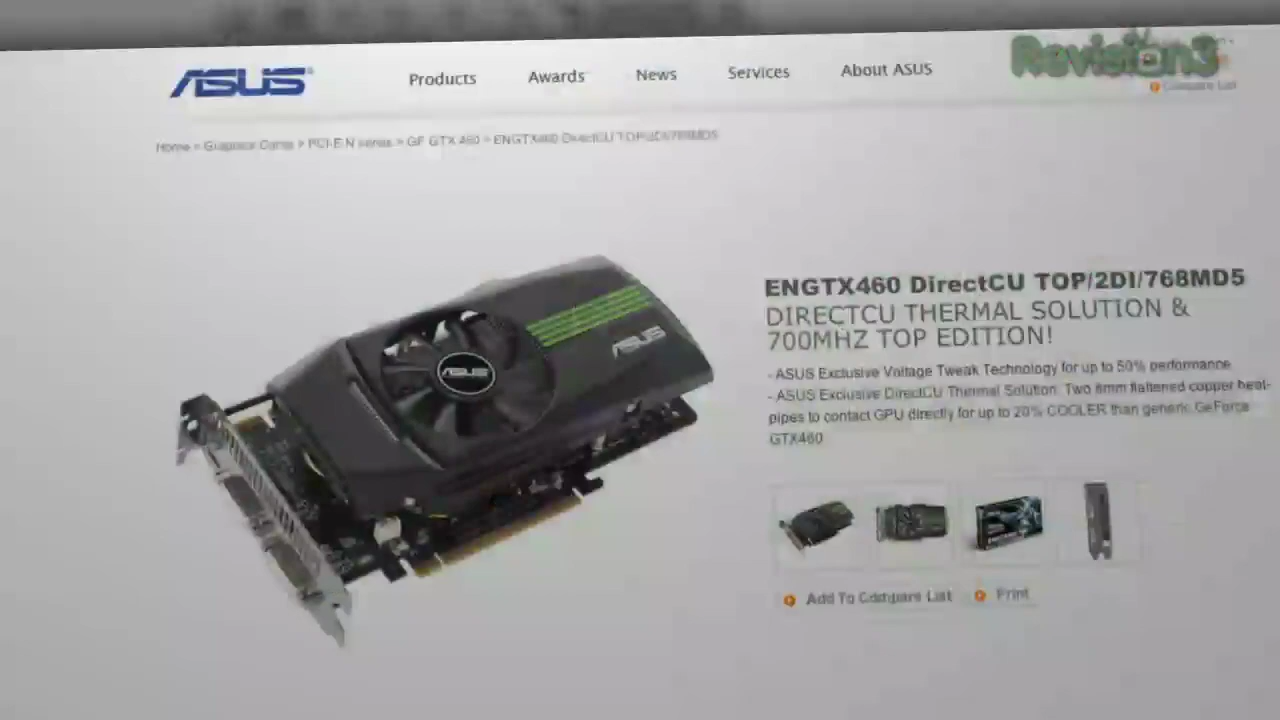 ASUS
Products Awards News Services About ASUS
Revision3
Compare List
Home > Graphics Cards > PCI-E N series > GF GTX 460 > ENGTX460 DirectCU TOP/2DI/768MD5
ENGTX460 DirectCU TOP/2DI/768MD5
DIRECTCU THERMAL SOLUTION &
700MHZ TOP EDITION!
- ASUS Exclusive Voltage Tweak Technology for up to 50% performance
- ASUS Exclusive DirectCU Thermal Solution: Two 8mm flattened copper heat-
pipes to contact GPU directly for up to 20% COOLER than generic GeForce
GTX460
ASUS
ASUS
Add To Compare List Print